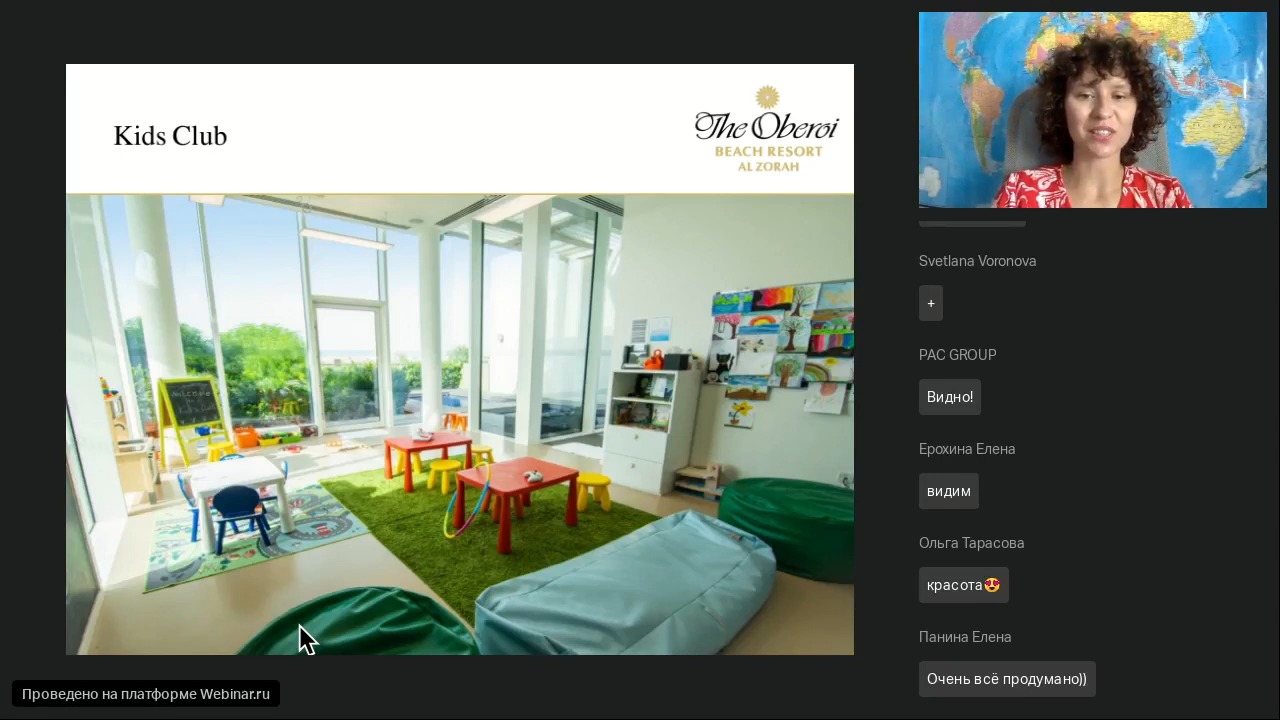 Kids Club
The Oberoi
BEACH RESORT
AL ZORAH
Svetlana Voronova
+
PAC GROUP
Видно!
Ерохина Елена
видим
Ольга Тарасова
красота😍
Панина Елена
Очень всё продумано))
Проведено на платформе Webinar.ru